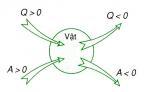 Q > 0
Q < 0
Vật
A > 0
A < 0